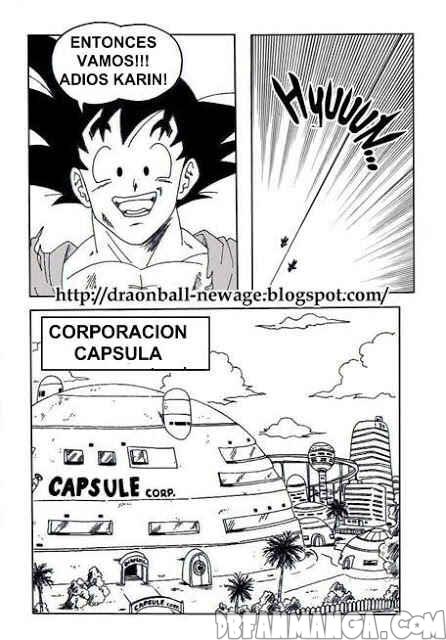 ENTONCES
VAMOS!!!
ADIOS KARIN!
HYUUUN...
http://draonball-newage.blogspot.com/
CORPORACION
CAPSULA
CAPSULE CORP.
CAPSULE CORP.
DBFANMANGA.COM